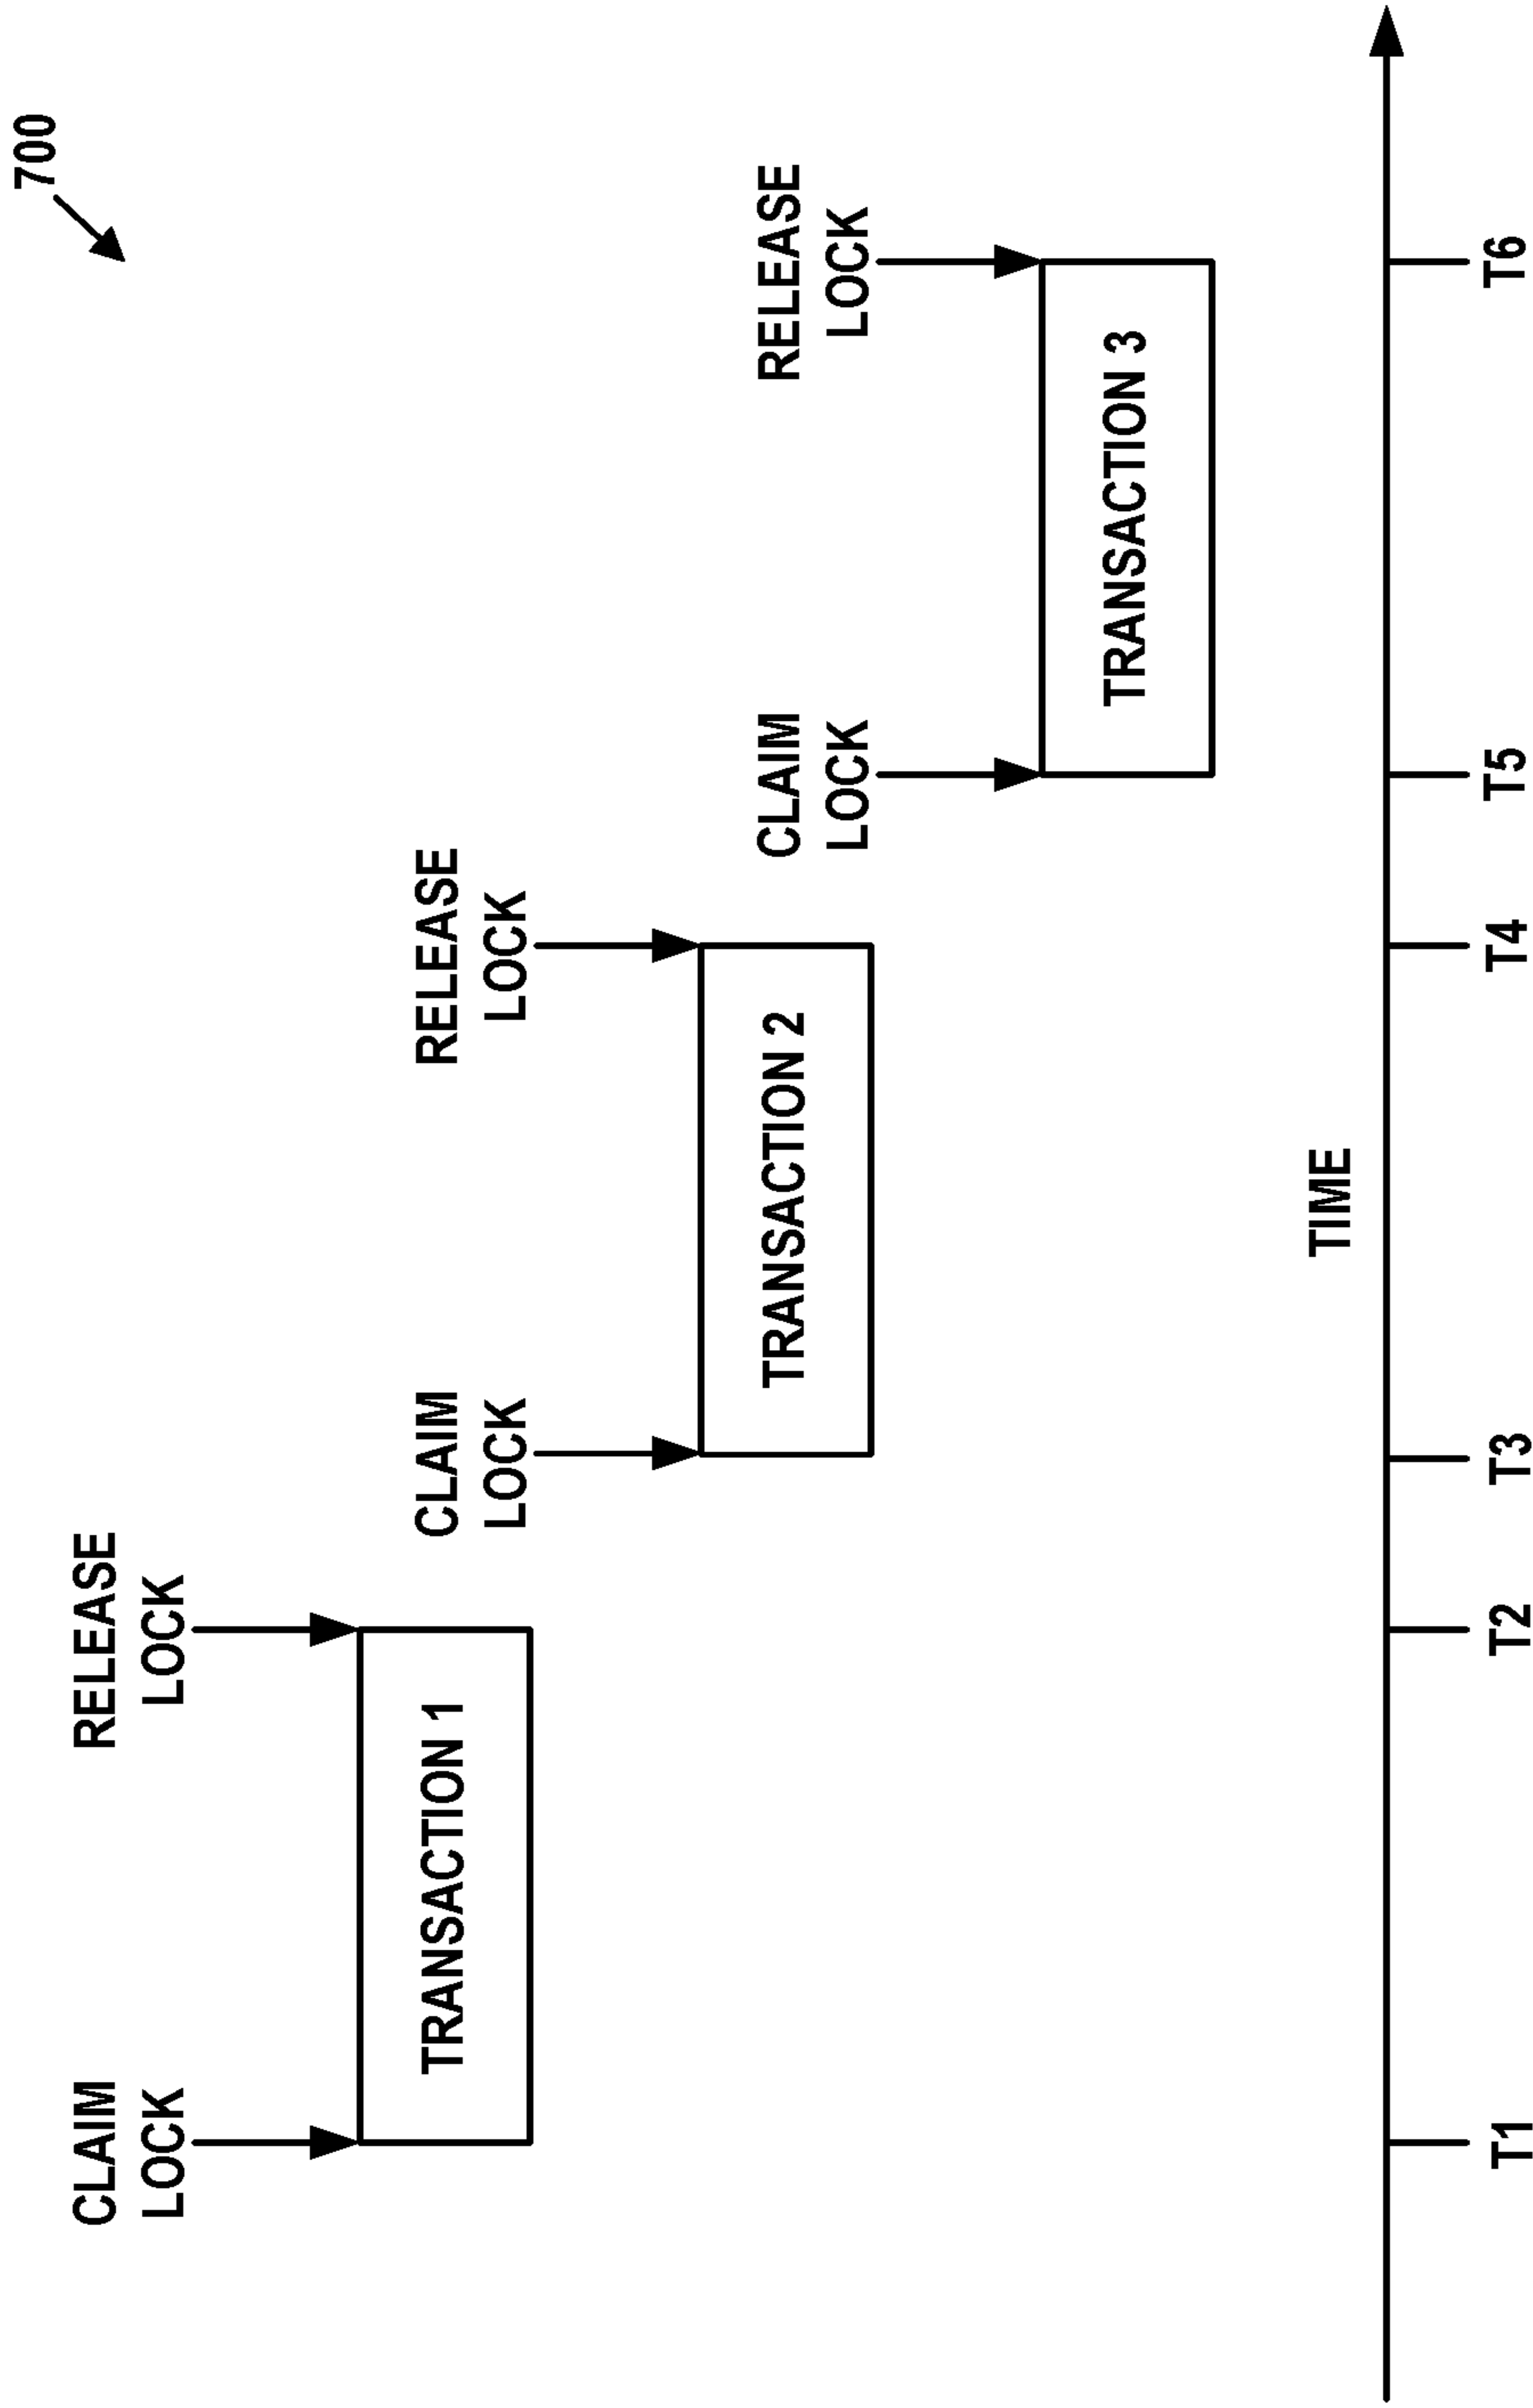 700
CLAIM
LOCK
RELEASE
LOCK
TRANSACTION 1
CLAIM
LOCK
RELEASE
LOCK
TRANSACTION 2
CLAIM
LOCK
RELEASE
LOCK
TRANSACTION 3
TIME
T1
T2
T3
T4
T5
T6